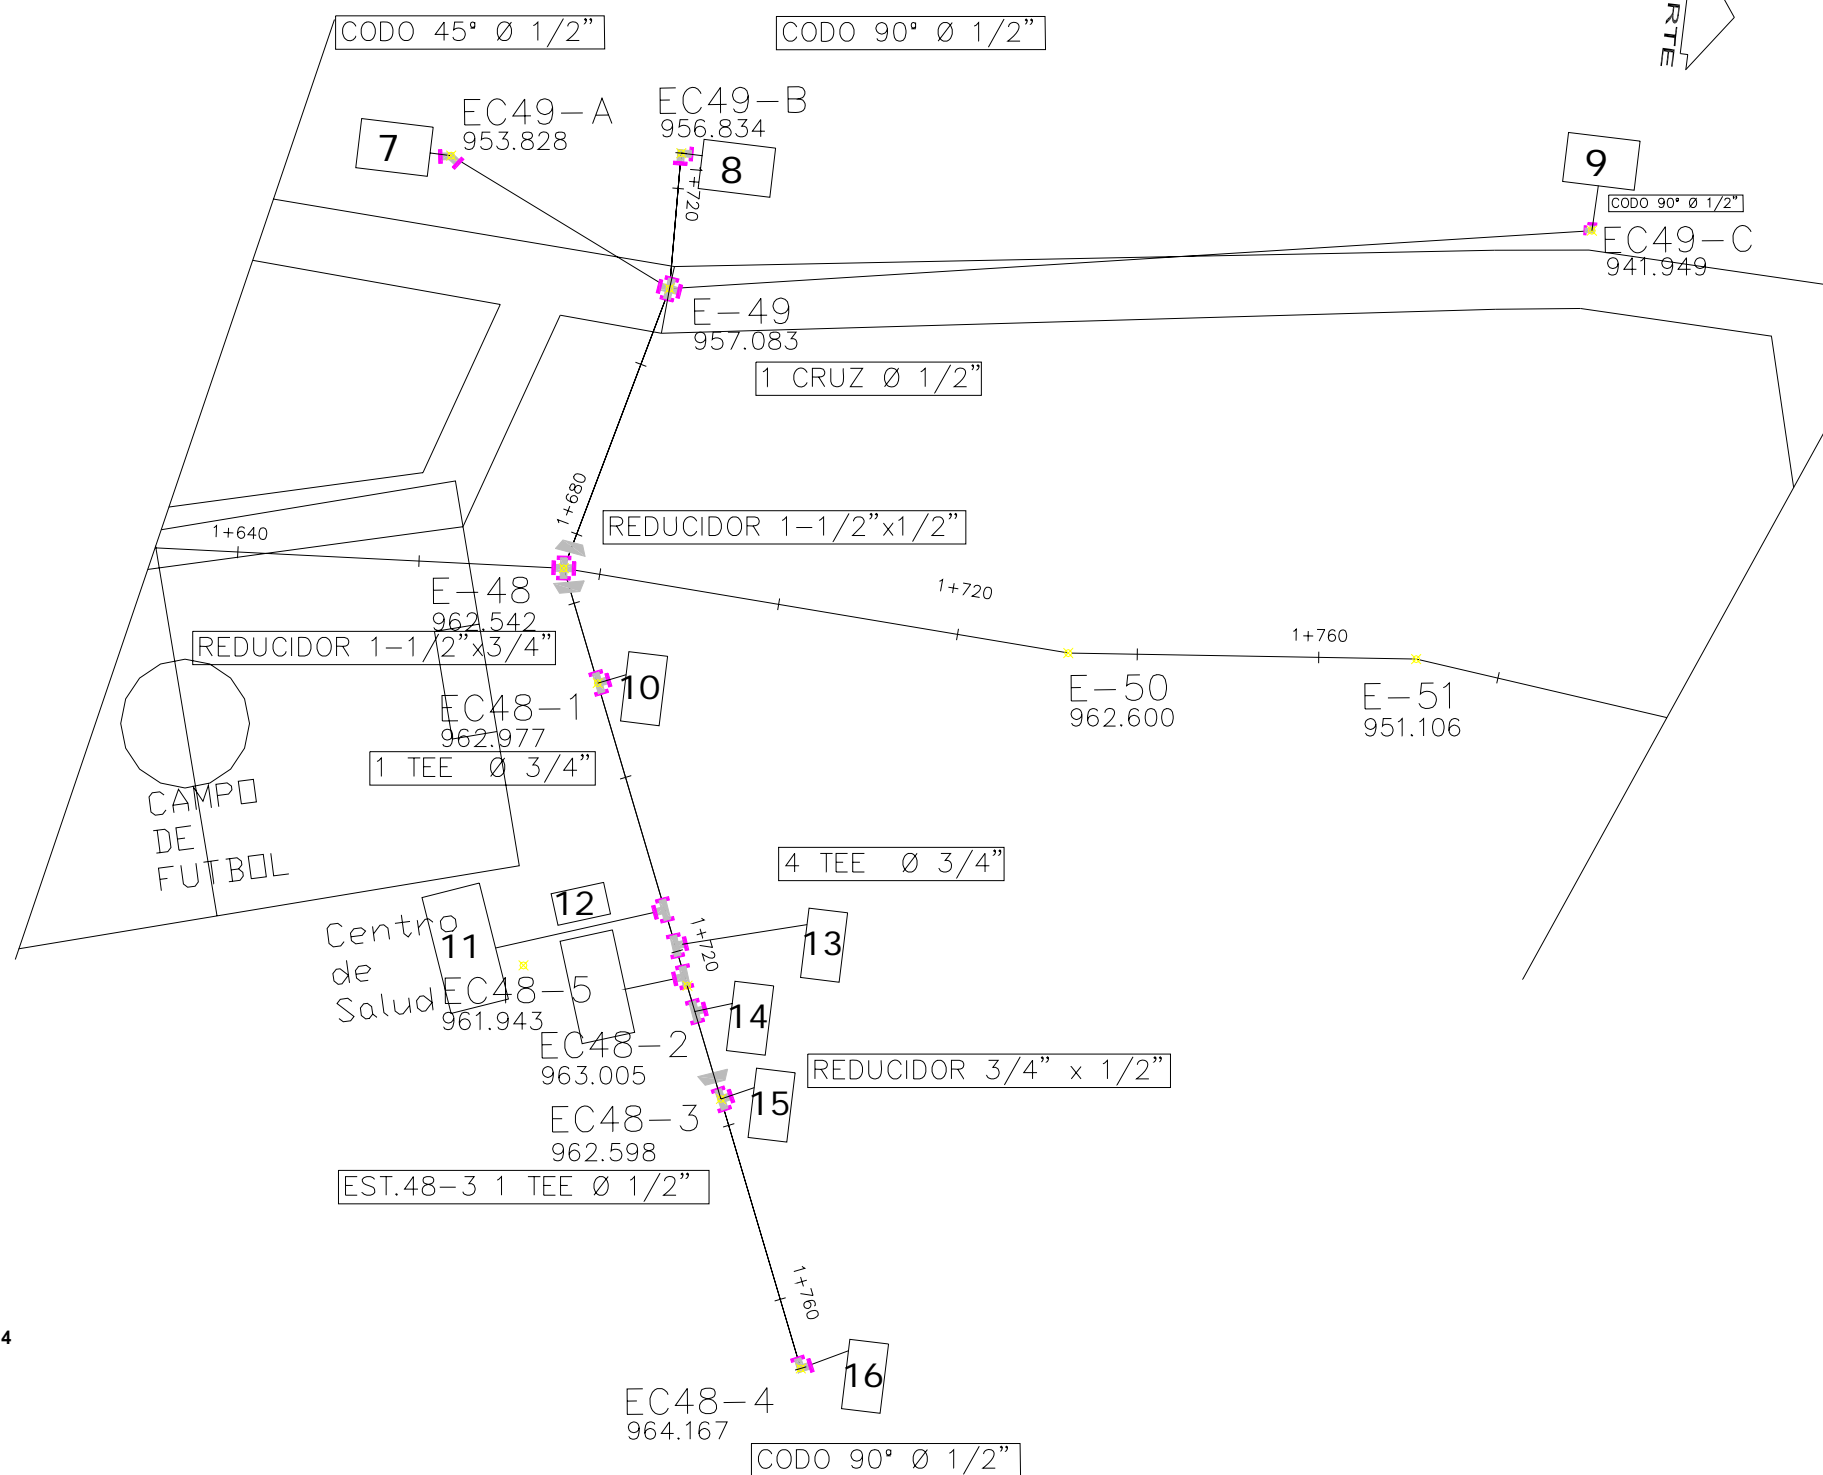 CODO 45° Ø 1/2"
CODO 90° Ø 1/2"
RTE
EC49-A
953.828
EC49-B
956.834
7
8
9
1+720
CODO 90° Ø 1/2"
EC49-C
941.949
E-49
957.083
1 CRUZ Ø 1/2"
1+680
REDUCIDOR 1-1/2"x1/2"
1+640
E-48
962.542
REDUCIDOR 1-1/2"x3/4"
1+720
1+760
E-50
962.600
E-51
951.106
10
EC48-1
962.977
1 TEE Ø 3/4"
CAMPO
DE
FUTBOL
4 TEE Ø 3/4"
12
Centro
de
Salud
11
13
1+720
EC48-5
961.943
14
EC48-2
963.005
REDUCIDOR 3/4" x 1/2"
15
EC48-3
962.598
EST.48-3 1 TEE Ø 1/2"
1+760
4
16
EC48-4
964.167
CODO 90° Ø 1/2"